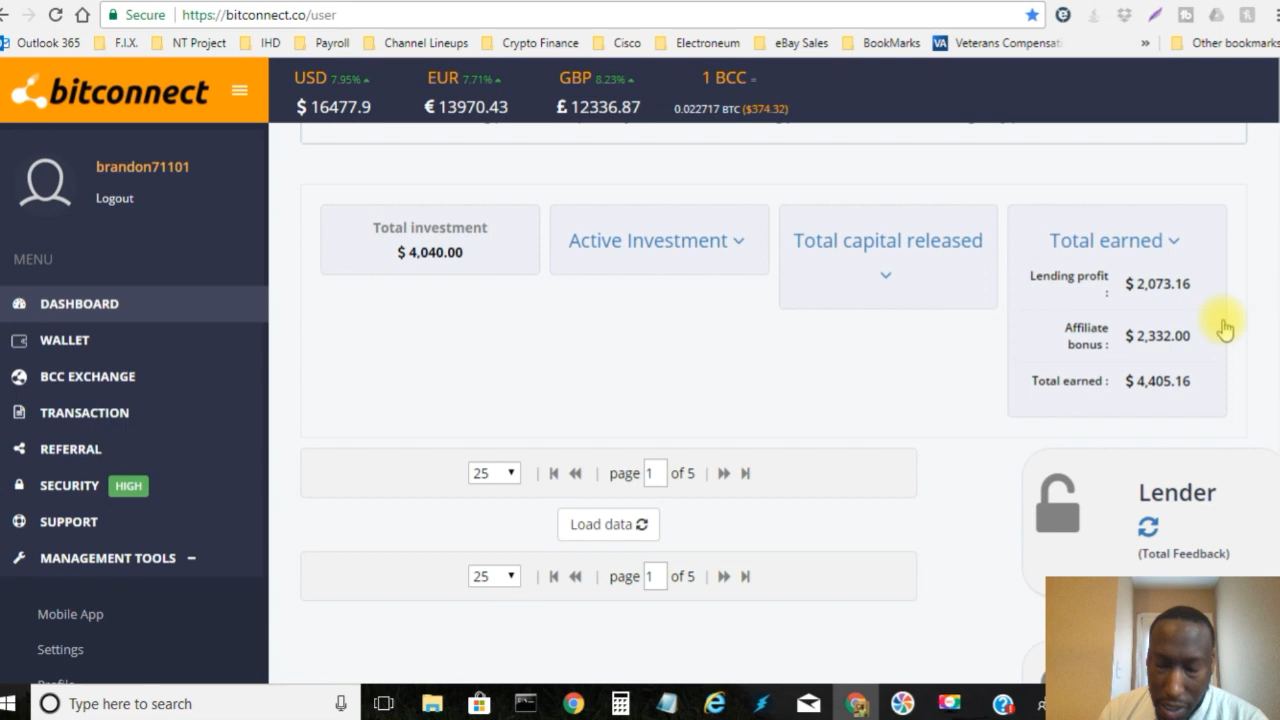 Secure
https://bitconnect.co/user
Outlook 365
F.I.X.
NT Project
IHD
Payroll
Channel Lineups
Crypto Finance
Cisco
Electroneum
eBay Sales
BookMarks
VA Veterans Compensati
»
Other bookmarks
bitconnect
USD 7.95%
EUR 7.71%
GBP 8.23%
1 BCC =
$ 16477.9
€ 13970.43
£ 12336.87
0.022717 BTC ($374.32)
brandon71101
Logout
MENU
DASHBOARD
WALLET
BCC EXCHANGE
TRANSACTION
REFERRAL
SECURITY HIGH
SUPPORT
MANAGEMENT TOOLS –
Mobile App
Settings
Total investment
$ 4,040.00
Active Investment
Total capital released
Total earned
Lending profit : $ 2,073.16
Affiliate bonus : $ 2,332.00
Total earned : $ 4,405.16
25 page 1 of 5
Load data
25 page 1 of 5
Lender
(Total Feedback)
Type here to search